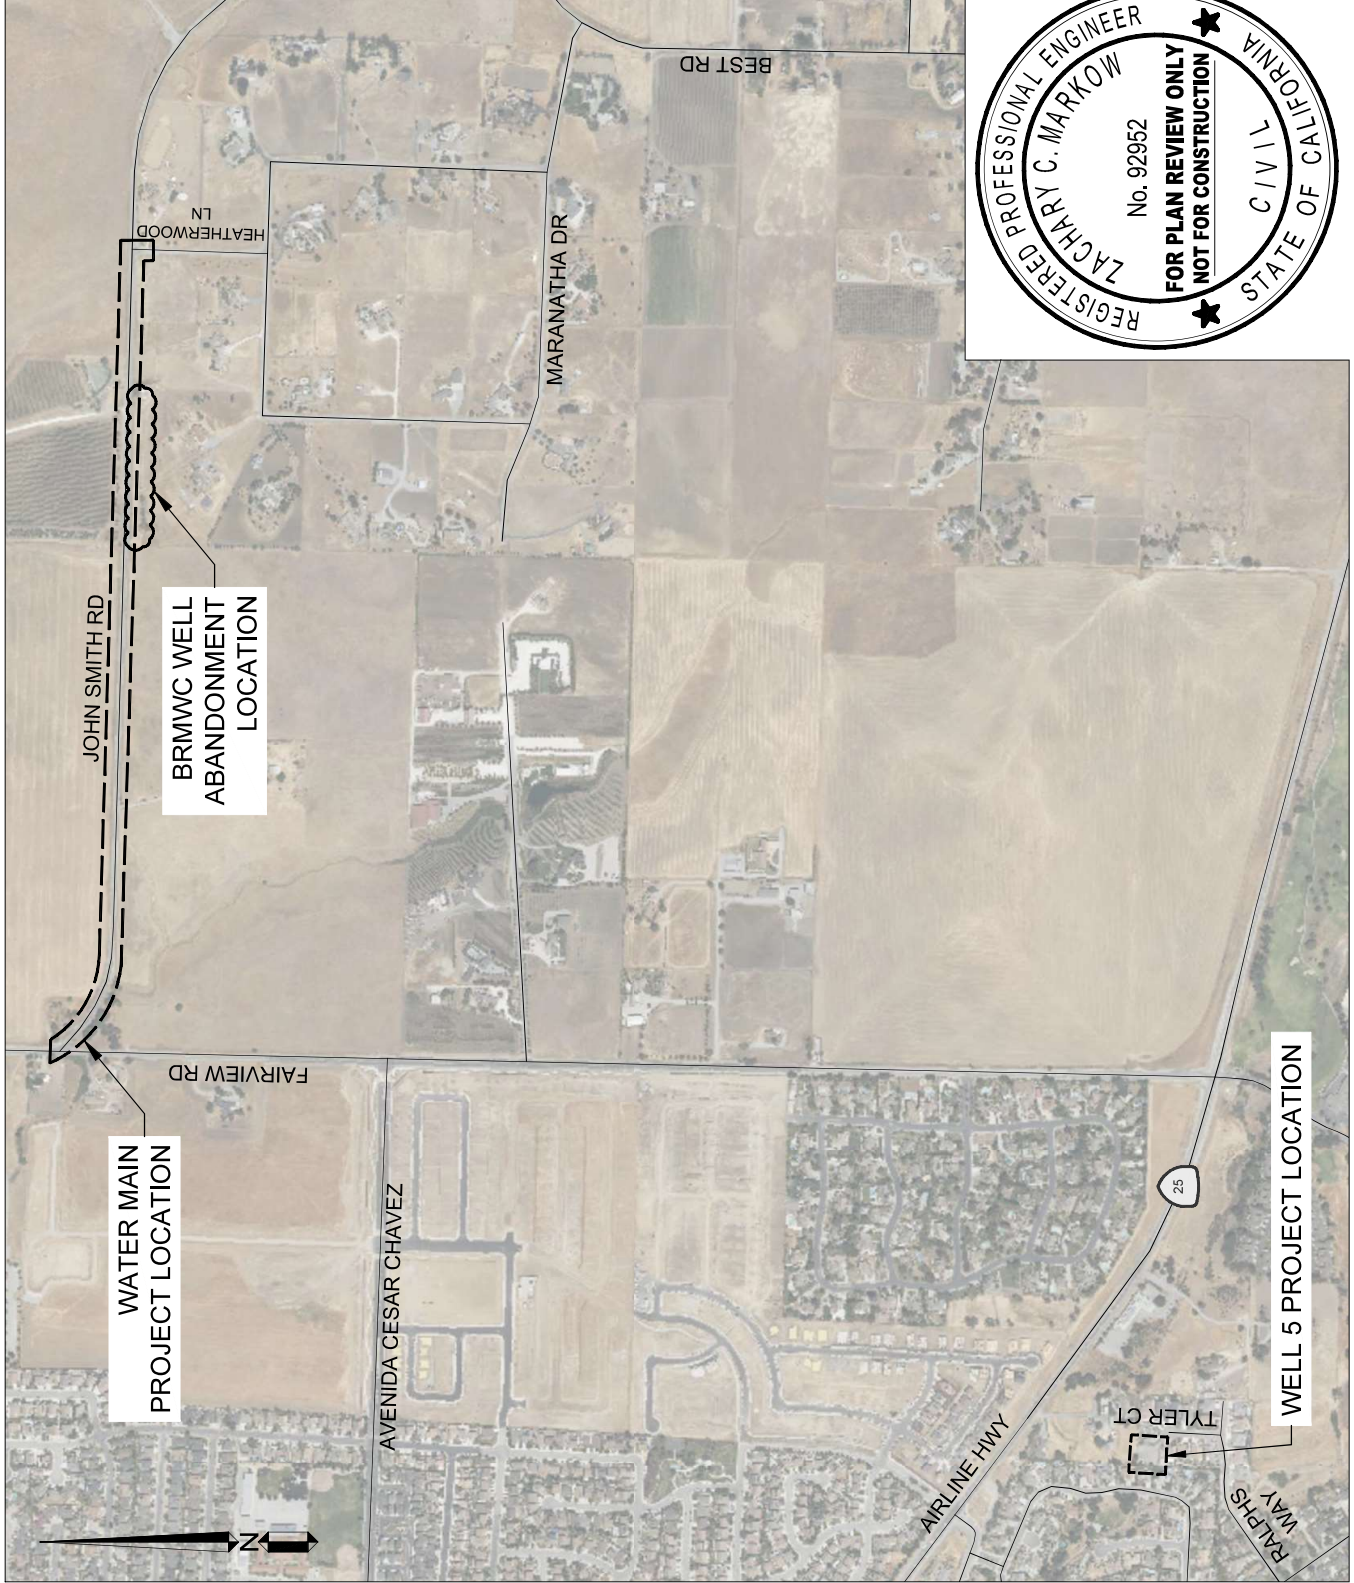 JOHN SMITH RD
HEATHERWOOD
LN
BEST RD
MARANATHA DR
BRMWC WELL
ABANDONMENT
LOCATION
WATER MAIN
PROJECT LOCATION
FAIRVIEW RD
AVENIDA CESAR CHAVEZ
N
AIRLINE HWY
25
TYLER CT
RALPHS
WAY
WELL 5 PROJECT LOCATION
REGISTERED PROFESSIONAL ENGINEER
ZACHARY C. MARKOW
No. 92952
FOR PLAN REVIEW ONLY
NOT FOR CONSTRUCTION
CIVIL
STATE OF CALIFORNIA